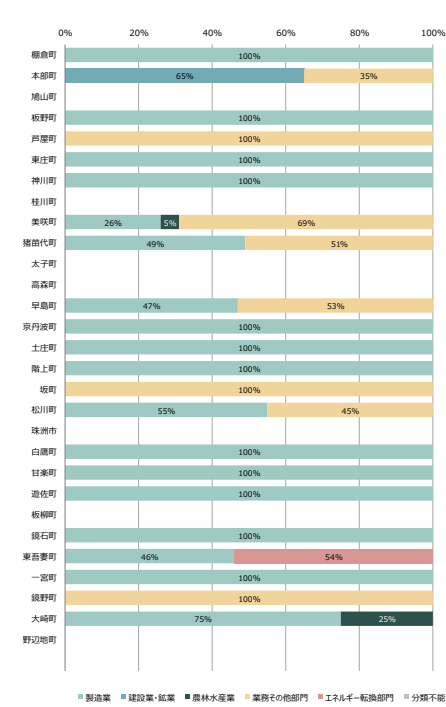 0% 20% 40% 60% 80% 100%
棚倉町 100%
本部町 65% 35%
鳩山町
板野町 100%
芦屋町 100%
東庄町 100%
神川町 100%
桂川町
美咲町 26% 5% 69%
猪苗代町 49% 51%
太子町
高森町
早島町 47% 53%
京丹波町 100%
土庄町 100%
階上町 100%
坂町 100%
松川町 55% 45%
珠洲市
白鷹町 100%
甘楽町 100%
遊佐町 100%
板柳町
鏡石町 100%
東吾妻町 46% 54%
一宮町 100%
鏡野町 100%
大崎町 75% 25%
野辺地町
製造業 建設業・鉱業 農林水産業 業務その他部門 エネルギー転換部門 分類不能